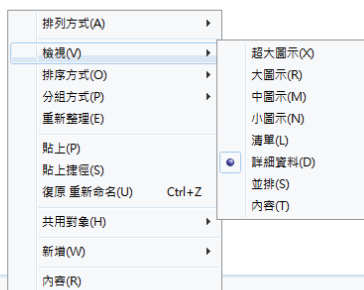 排列方式(A)
檢視(V)
排序方式(O)
分組方式(P)
重新整理(E)
貼上(P)
貼上捷徑(S)
復原 重新命名(U) Ctrl+Z
共用對象(H)
新增(W)
內容(R)
超大圖示(X)
大圖示(R)
中圖示(M)
小圖示(N)
清單(L)
詳細資料(D)
並排(S)
內容(T)